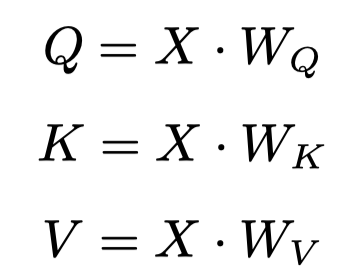 Q = X · W_Q
K = X · W_K
V = X · W_V